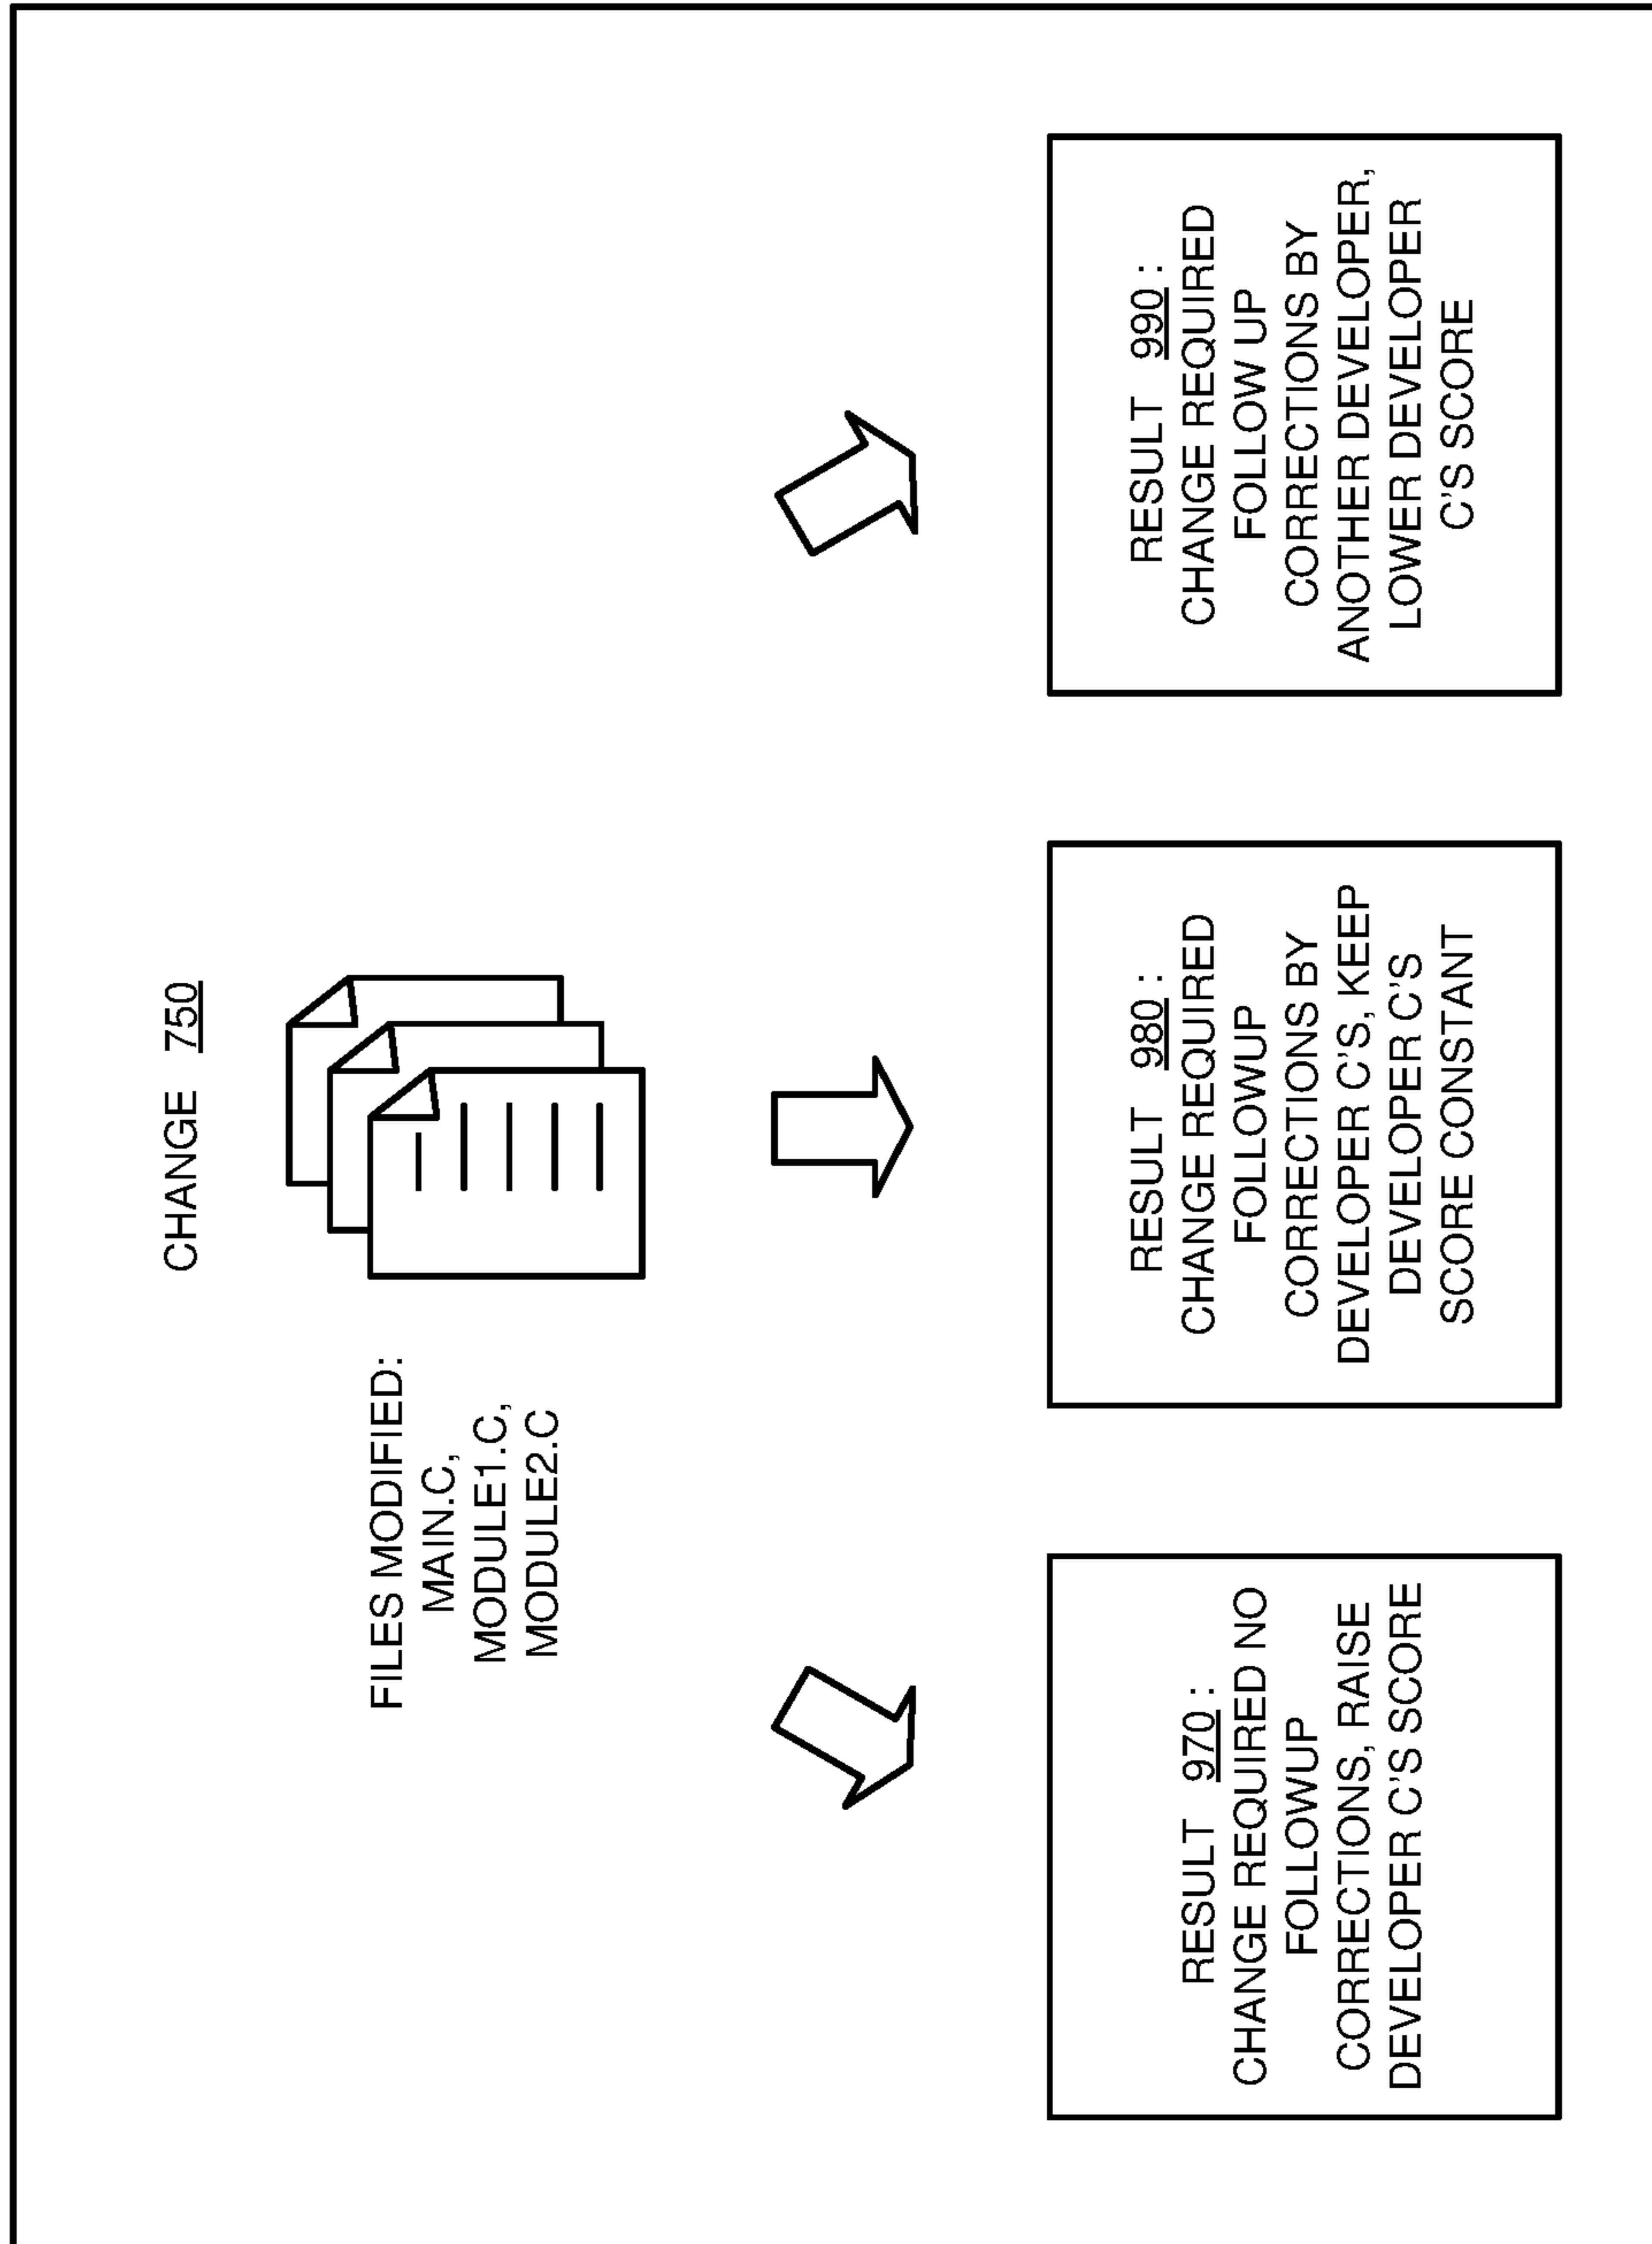 CHANGE 750
FILES MODIFIED:
MAIN.C,
MODULE1.C,
MODULE2.C
RESULT 970 :
CHANGE REQUIRED NO
FOLLOWUP
CORRECTIONS, RAISE
DEVELOPER C'S SCORE
RESULT 980 :
CHANGE REQUIRED
FOLLOWUP
CORRECTIONS BY
DEVELOPER C'S, KEEP
DEVELOPER C'S
SCORE CONSTANT
RESULT 990 :
CHANGE REQUIRED
FOLLOW UP
CORRECTIONS BY
ANOTHER DEVELOPER,
LOWER DEVELOPER
C'S SCORE